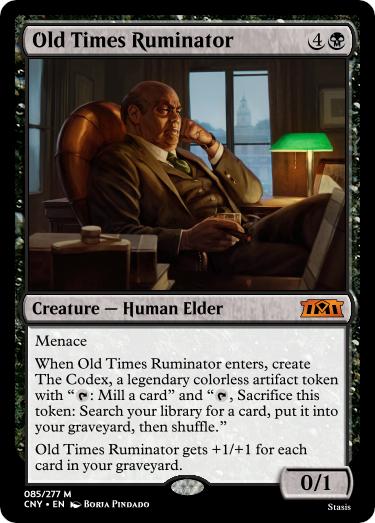 Old Times Ruminator 4
Creature — Human Elder
Menace
When Old Times Ruminator enters, create
The Codex, a legendary colorless artifact token
with “: Mill a card” and “, Sacrifice this
token: Search your library for a card, put it into
your graveyard, then shuffle.”
Old Times Ruminator gets +1/+1 for each
card in your graveyard.
0/1
085/277 M
CNY • EN Borja Pindado
Stasis